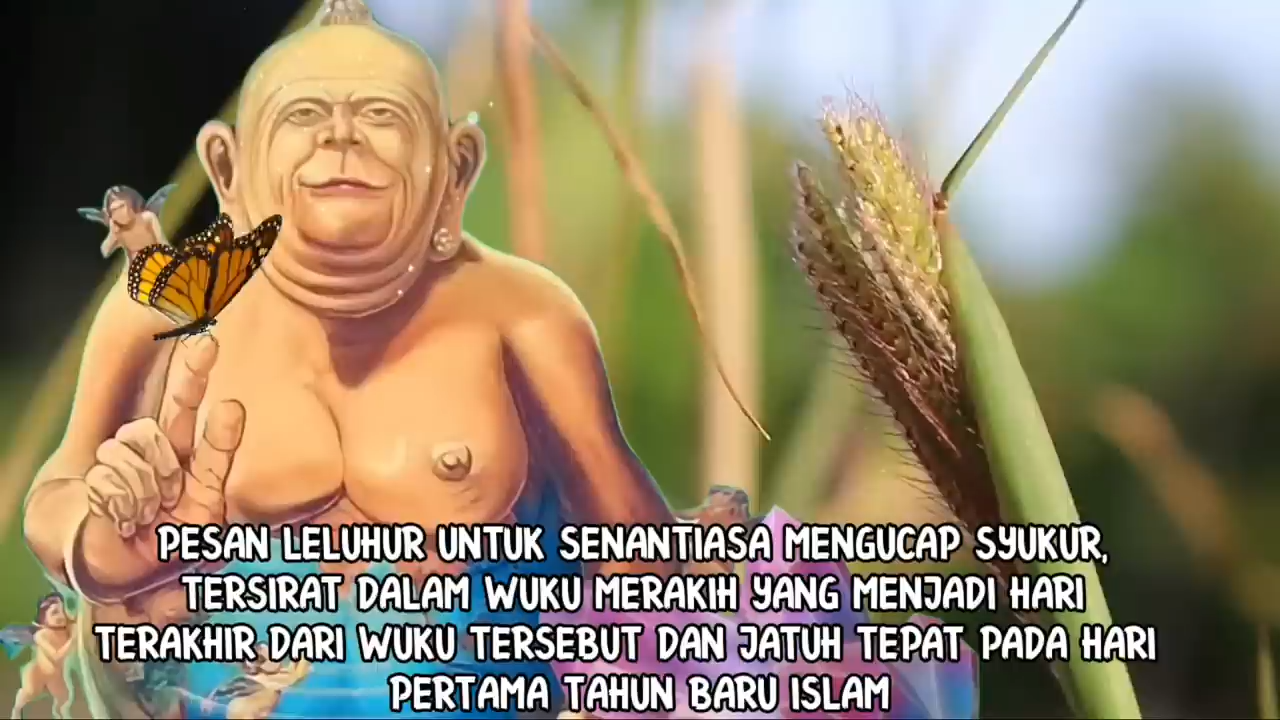 PESAN LELUHUR UNTUK SENANTIASA MENGUCAP SYUKUR,
TERSIRAT DALAM WUKU MERAKIH YANG MENJADI HARI
TERAKHIR DARI WUKU TERSEBUT DAN JATUH TEPAT PADA HARI
PERTAMA TAHUN BARU ISLAM